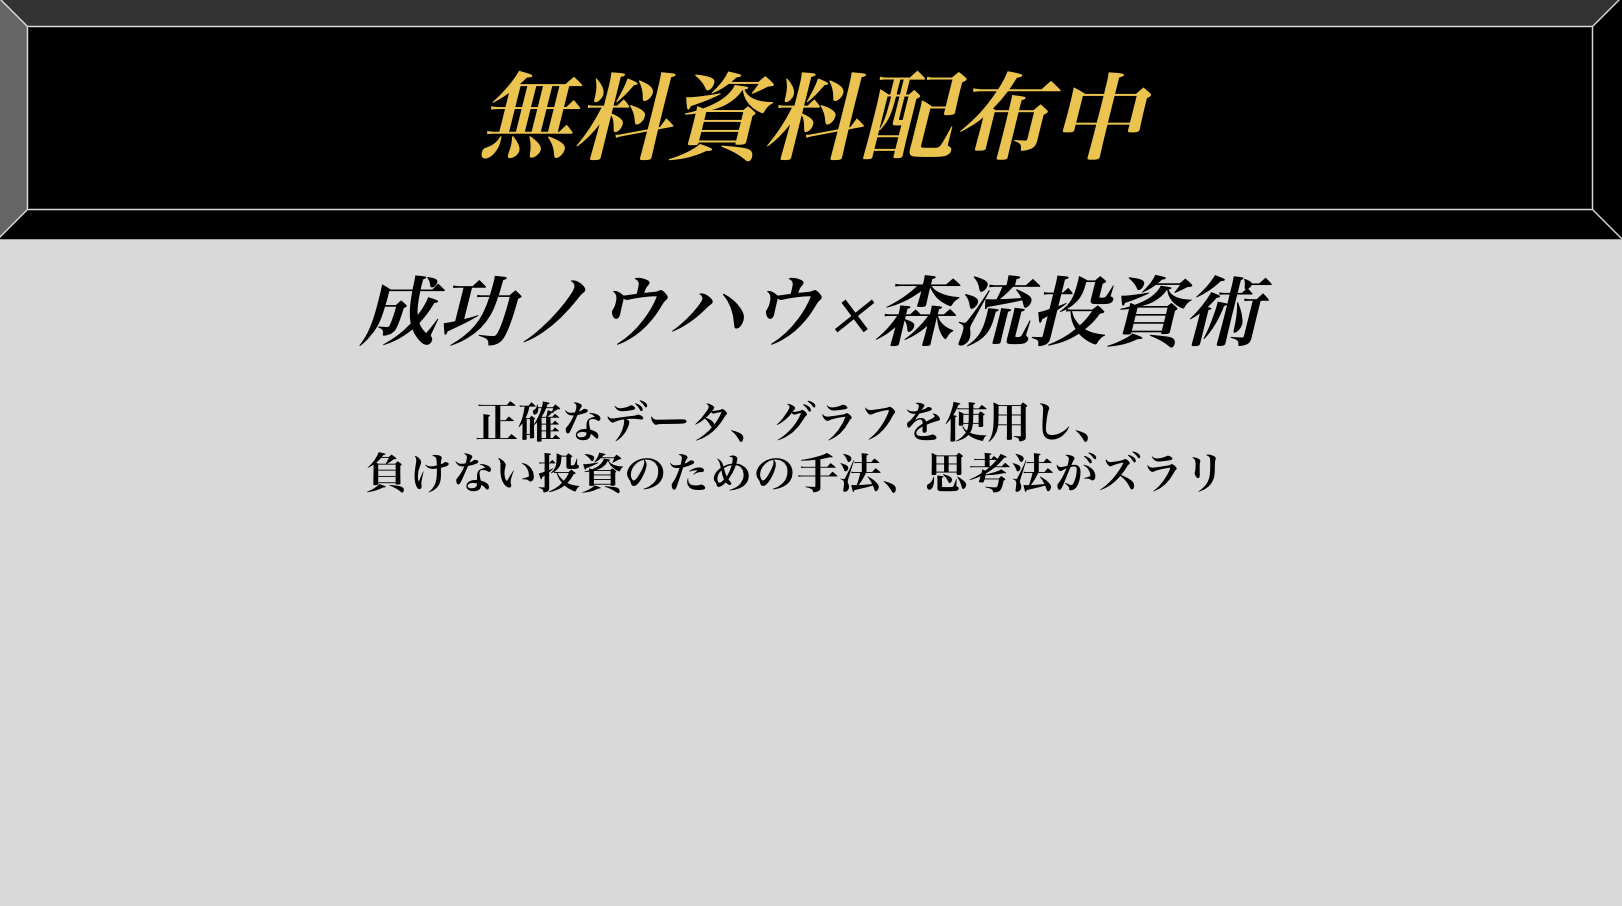 無料資料配布中
成功ノウハウ×森流投資術
正確なデータ、グラフを使用し、
負けない投資のための手法、思考法がズラリ